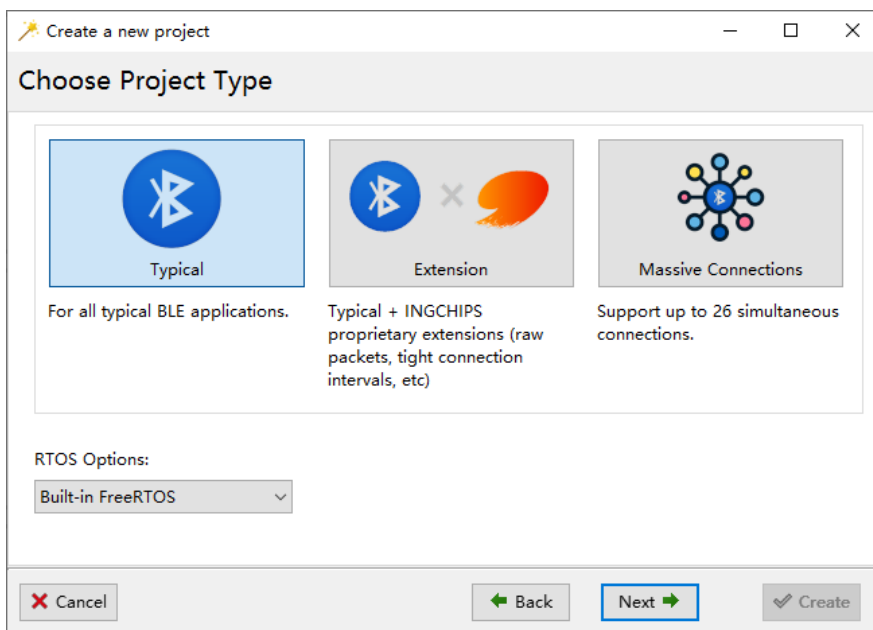 Create a new project
Choose Project Type
Typical
Extension
Massive Connections
For all typical BLE applications.
Typical + INGCHIPS
proprietary extensions (raw
packets, tight connection
intervals, etc)
Support up to 26 simultaneous
connections.
RTOS Options:
Built-in FreeRTOS
Cancel
Back
Next
Create